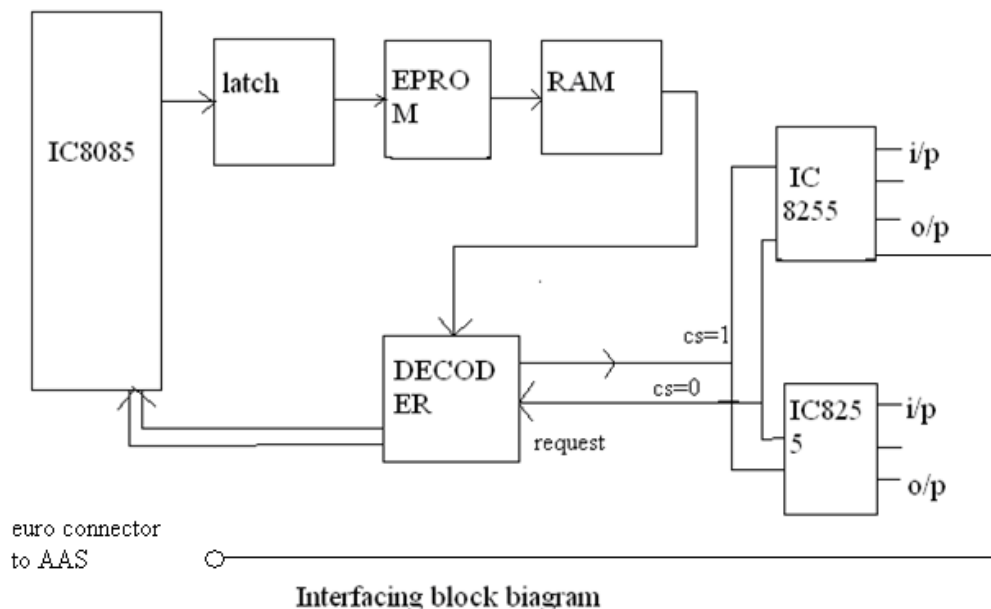 IC8085
latch
EPRO
M
RAM
IC
8255
i/p
o/p
cs=1
DECOD
ER
cs=0
request
IC825
5
i/p
o/p
euro connector
to AAS
Interfacing block biagram